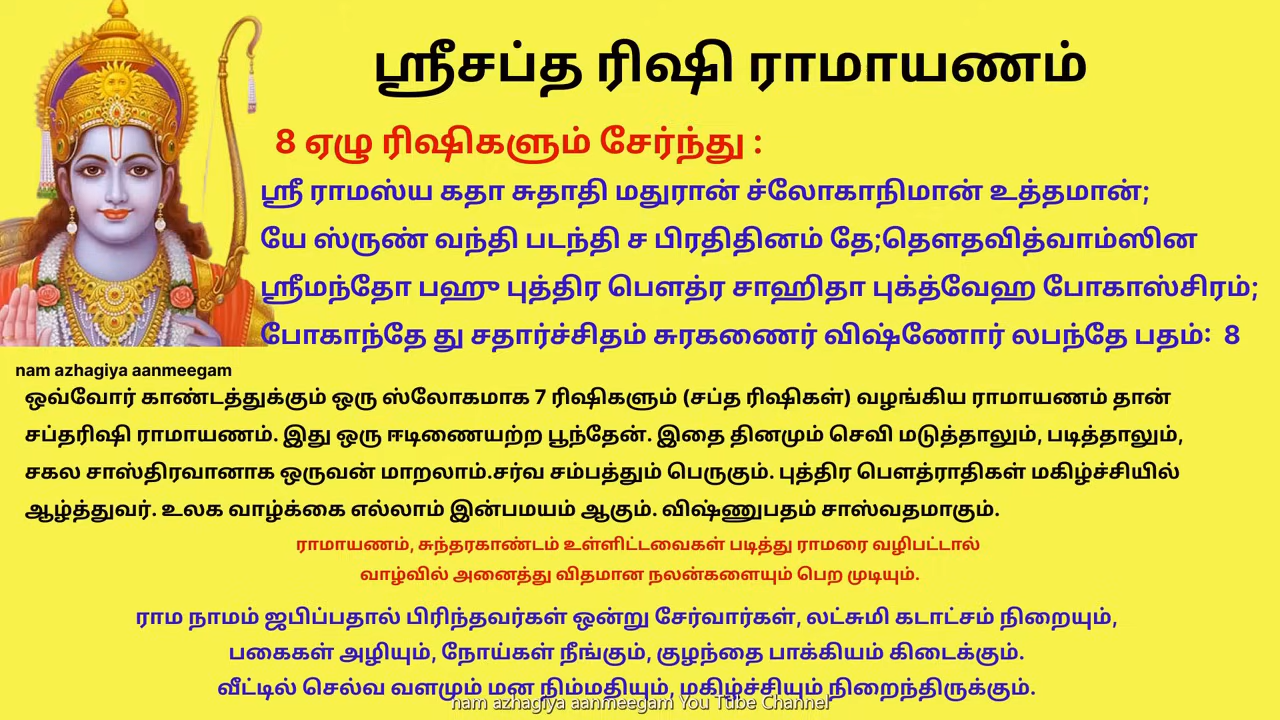 ஸ்ரீசப்த ரிஷி ராமாயணம்
8 ஏழு ரிஷிகளும் சேர்ந்து :
ஸ்ரீ ராமஸ்ய கதா சுதாதி மதுரான் ச்லோகாநிமான் உத்தமான்;
யே ஸ்ருண் வந்தி படந்தி ச பிரதிதினம் தே;தௌதவித்வாம்ஸின
ஸ்ரீமந்தோ பஹு புத்திர பௌத்ர சாஹிதா புக்த்வேஹ போகாஸ்சிரம்;
போகாந்தே து சதார்ச்சிதம் சுரகணைர் விஷ்ணோர் லபந்தே பதம்: 8
nam azhagiya aanmeegam
ஒவ்வோர் காண்டத்துக்கும் ஒரு ஸ்லோகமாக 7 ரிஷிகளும் (சப்த ரிஷிகள்) வழங்கிய ராமாயணம் தான்
சப்தரிஷி ராமாயணம். இது ஒரு ஈடிணையற்ற பூந்தேன். இதை தினமும் செவி மடுத்தாலும், படித்தாலும்,
சகல சாஸ்திரவானாக ஒருவன் மாறலாம்.சர்வ சம்பத்தும் பெருகும். புத்திர பௌத்ராதிகள் மகிழ்ச்சியில்
ஆழ்த்துவர். உலக வாழ்க்கை எல்லாம் இன்பமயம் ஆகும். விஷ்ணுபதம் சாஸ்வதமாகும்.
ராமாயணம், சுந்தரகாண்டம் உள்ளிட்டவைகள் படித்து ராமரை வழிபட்டால்
வாழ்வில் அனைத்து விதமான நலன்களையும் பெற முடியும்.
ராம நாமம் ஜபிப்பதால் பிரிந்தவர்கள் ஒன்று சேர்வார்கள், லட்சுமி கடாட்சம் நிறையும்,
பகைகள் அழியும், நோய்கள் நீங்கும், குழந்தை பாக்கியம் கிடைக்கும்.
வீட்டில் செல்வ வளமும் மன நிம்மதியும், மகிழ்ச்சியும் நிறைந்திருக்கும்.
nam azhagiya aanmeegam You Tube Channel